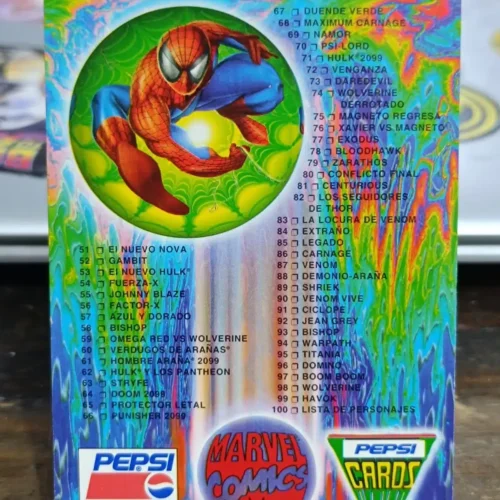 51 EI NUEVO NOVA
52 GAMBIT
53 EI NUEVO HULK*
54 FUERZA-X
55 JOHNNY BLAZE
56 FACTOR-X
57 AZUL Y DORADO
58 BISHOP
59 OMEGA RED VS WOLVERINE
60 VERDUGOS DE ARAÑAS*
61 HOMBRE ARAÑA* 2099
62 HULK* Y LOS PANTHEON
63 STRYFE
64 DOOM 2099
65 PROTECTOR LETAL
66 PUNISHER 2099
67 DUENDE VERDE
68 MAXIMUM CARNAGE
69 NAMOR
70 PSI-LORD
71 HULK* 2099
72 VENGANZA
73 DAREDEVIL
74 WOLVERINE
DERROTADO
75 MAGNETO REGRESA
76 XAVIER VS.MAGNETO
77 EXODUS
78 BLOODHAWK
79 ZARATHOS
80 CONFLICTO FINAL
81 CENTURIOUS
82 LOS SEGUIDORES
DE THOR
83 LA LOCURA DE VENOM
84 EXTRAÑO
85 LEGADO
86 CARNAGE
87 VENOM
88 DEMONIO-ARAÑA
89 SHRIEK
90 VENOM VIVE
91 CICLOPE
92 JEAN GREY
93 BISHOP
94 WARPATH
95 TITANIA
96 DOMINO
97 BOOM BOOM
98 WOLVERINE
99 HAVOK
100 LISTA DE PERSONAJES
PEPSI
MARVEL
COMICS
PEPSI
CARDS